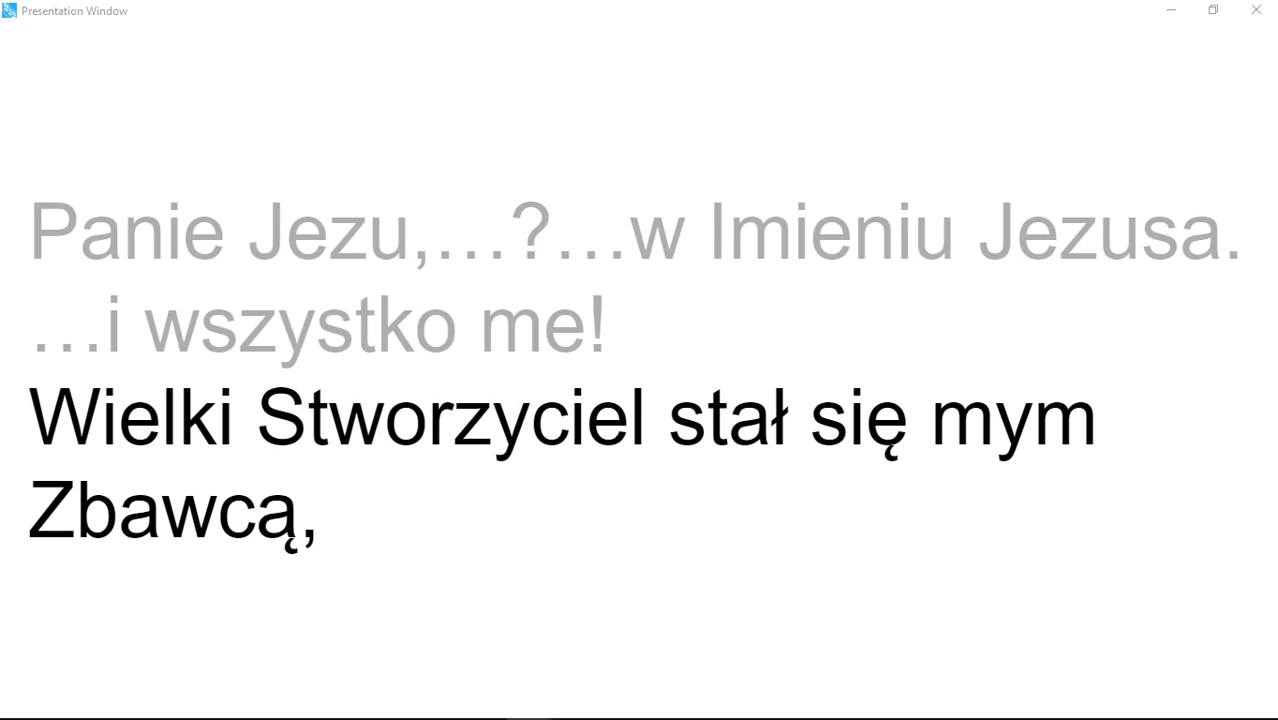 Presentation Window
Panie Jezu,…?…w Imieniu Jezusa.
…i wszystko me!
Wielki Stworzyciel stał się mym
Zbawcą,